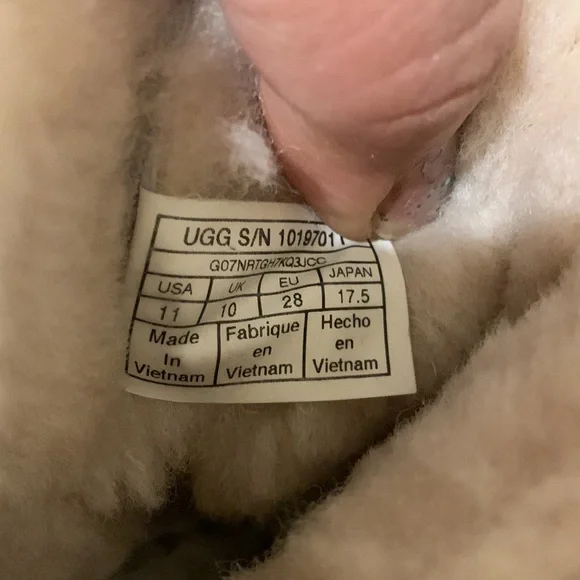 UGG S/N 1019701
G07NRTGH7KQ3JCC
USA UK EU JAPAN
11 10 28 17.5
Made Fabrique Hecho
In en en
Vietnam Vietnam Vietnam